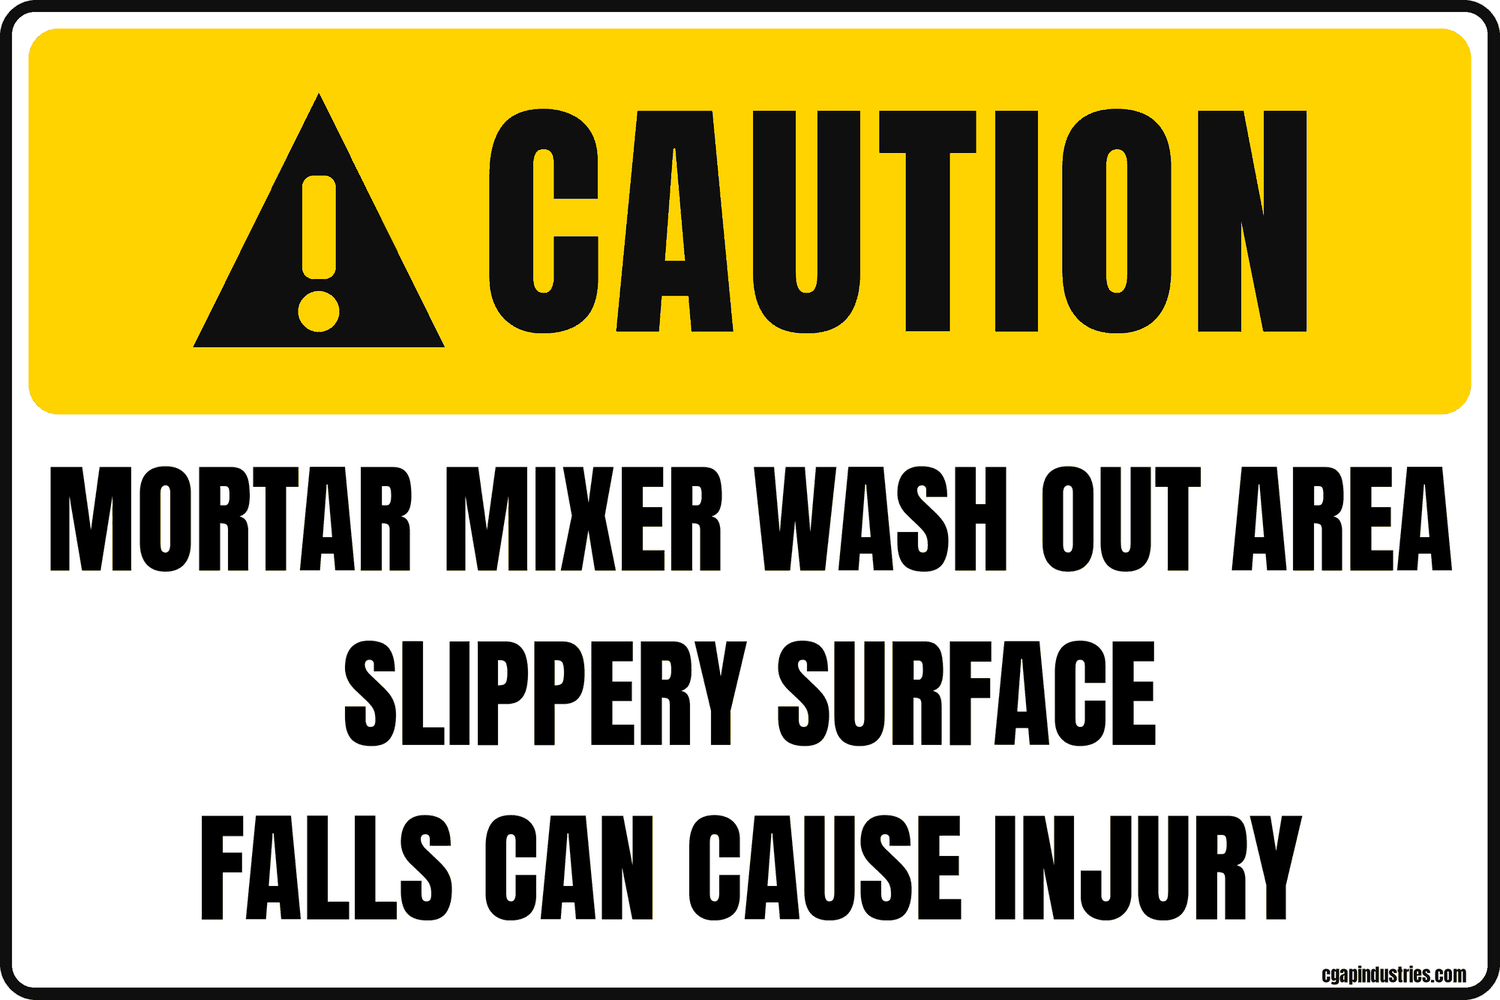 CAUTION
MORTAR MIXER WASH OUT AREA
SLIPPERY SURFACE
FALLS CAN CAUSE INJURY
cgapindustries.com